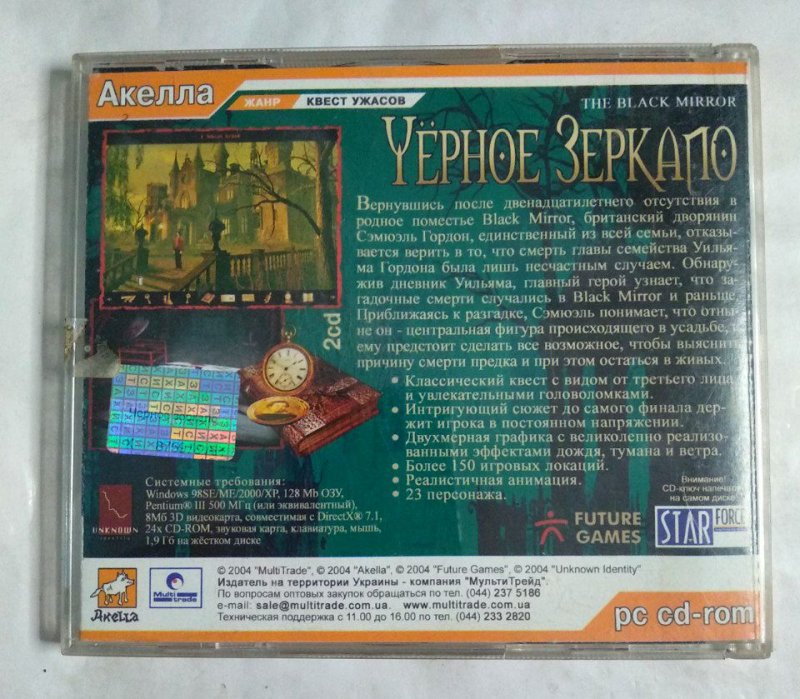 Акелла
ЖАНР КВЕСТ УЖАСОВ
THE BLACK MIRROR
ЧЁРНОЕ ЗЕРКАЛО
Вернувшись после двенадцатилетнего отсутствия в
родное поместье Black Mirror, британский дворянин
Сэмюэль Гордон, единственный из всей семьи, отказы-
вается верить в то, что смерть главы семейства Уилья-
ма Гордона была лишь несчастным случаем. Обнару-
жив дневник Уильяма, главный герой узнает, что за-
гадочные смерти случались в Black Mirror и раньше.
Приближаясь к разгадке, Сэмюэль понимает, что отны-
не он - центральная фигура происходящего в усадьбе,
ему предстоит сделать все возможное, чтобы выяснить
причину смерти предка и при этом остаться в живых.
• Классический квест с видом от третьего лица
и увлекательными головоломками.
• Интригующий сюжет до самого финала дер-
жит игрока в постоянном напряжении.
• Двухмерная графика с великолепно реализо-
ванными эффектами дождя, тумана и ветра.
• Более 150 игровых локаций.
• Реалистичная анимация.
• 23 персонажа.
2cd
Системные требования:
Windows 98SE/ME/2000/XP, 128 Mb ОЗУ,
Pentium® III 500 МГц (или эквивалентный),
8Мб 3D видеокарта, совместимая с DirectX® 7.1,
24x CD-ROM, звуковая карта, клавиатура, мышь,
1,9 Гб на жёстком диске
UNKNOWN
identity
FUTURE
GAMES
Внимание!
CD-ключ напечатан
на самом диске
STAR FORCE
Акелла
Multi
trade
© 2004 "MultiTrade", © 2004 "Akella", © 2004 "Future Games", © 2004 "Unknown Identity"
Издатель на территории Украины - компания "МультиТрейд".
По вопросам оптовых закупок обращаться по тел. (044) 237 5186
e-mail: sale@multitrade.com.ua. www.multitrade.com.ua
Техническая поддержка с 11.00 до 16.00 по тел. (044) 233 2820
pc cd-rom